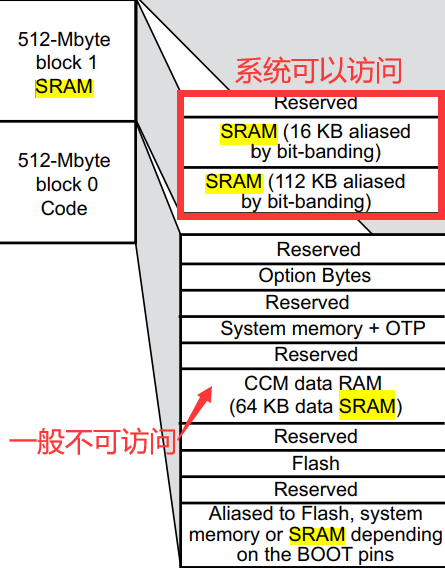 512-Mbyte
block 1
SRAM
512-Mbyte
block 0
Code
系统可以访问
Reserved
SRAM (16 KB aliased
by bit-banding)
SRAM (112 KB aliased
by bit-banding)
Reserved
Option Bytes
Reserved
System memory + OTP
Reserved
CCM data RAM
(64 KB data SRAM)
一般不可访问
Reserved
Flash
Reserved
Aliased to Flash, system
memory or SRAM depending
on the BOOT pins